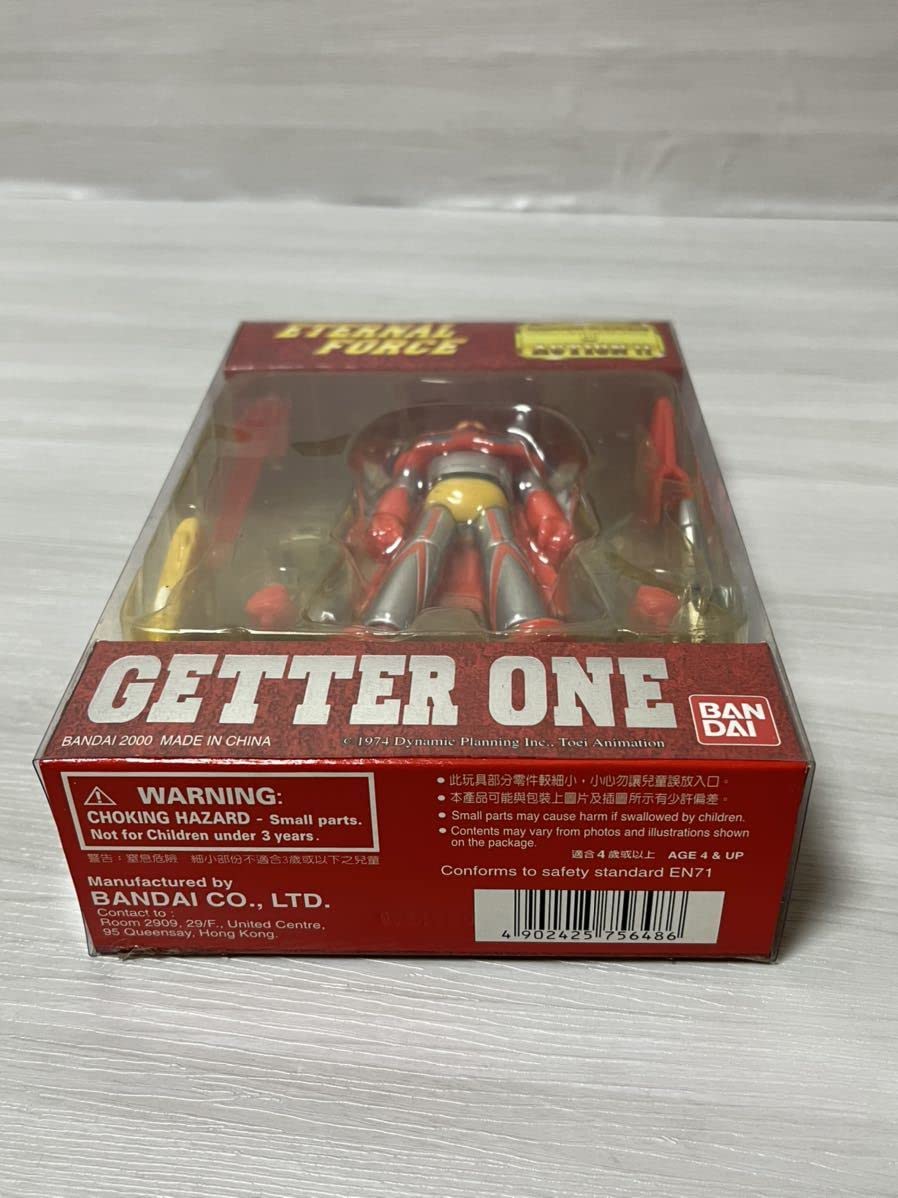 ETERNAL
FORCE
GETTER ONE
BANDAI 2000 MADE IN CHINA
© 1974 Dynamic Planning Inc., Toei Animation
BAN
DAI
WARNING:
CHOKING HAZARD - Small parts.
Not for Children under 3 years.
警告：窒息危險 細小部份不適合3歲或以下之兒童
Manufactured by
BANDAI CO., LTD.
Contact to :
Room 2909, 29/F., United Centre,
95 Queensay, Hong Kong.
● 此玩具部分零件較細小，小心勿讓兒童誤放入口。
● 本產品可能與包裝上圖片及插圖所示有少許偏差。
● Small parts may cause harm if swallowed by children.
● Contents may vary from photos and illustrations shown
on the package.
適合4歲或以上 AGE 4 & UP
Conforms to safety standard EN71
4 902425 756486